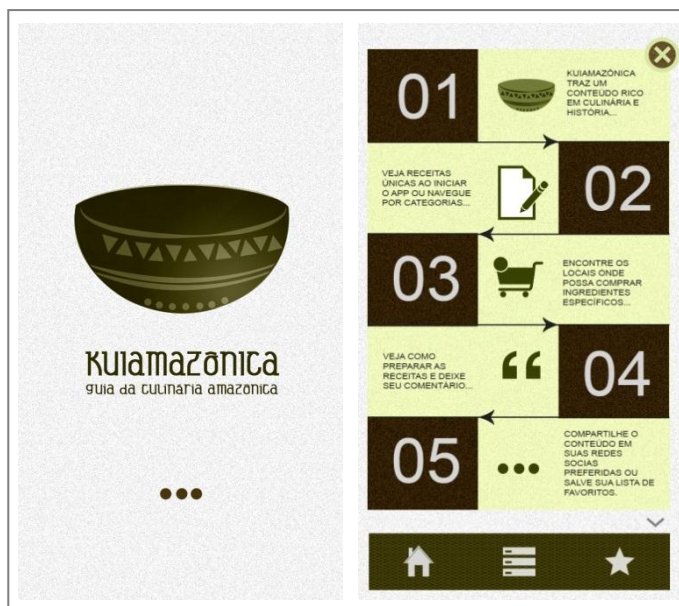 KUIAMAZÔNICA
GUIA DA CULINÁRIA AMAZÔNICA
01
KUIAMAZÔNICA
TRAZ UM
CONTEÚDO RICO
EM CULINÁRIA E
HISTÓRIA...
VEJA RECEITAS
ÚNICAS AO INICIAR
O APP OU NAVEGUE
POR CATEGORIAS...
02
03
ENCONTRE OS
LOCAIS ONDE
POSSA COMPRAR
INGREDIENTES
ESPECÍFICOS...
VEJA COMO
PREPARAR AS
RECEITAS E DEIXE
SEU COMENTÁRIO...
04
05
COMPARTILHE O
CONTEÚDO EM
SUAS REDES
SOCIAS
PREFERIDAS OU
SALVE SUA LISTA DE
FAVORITOS.